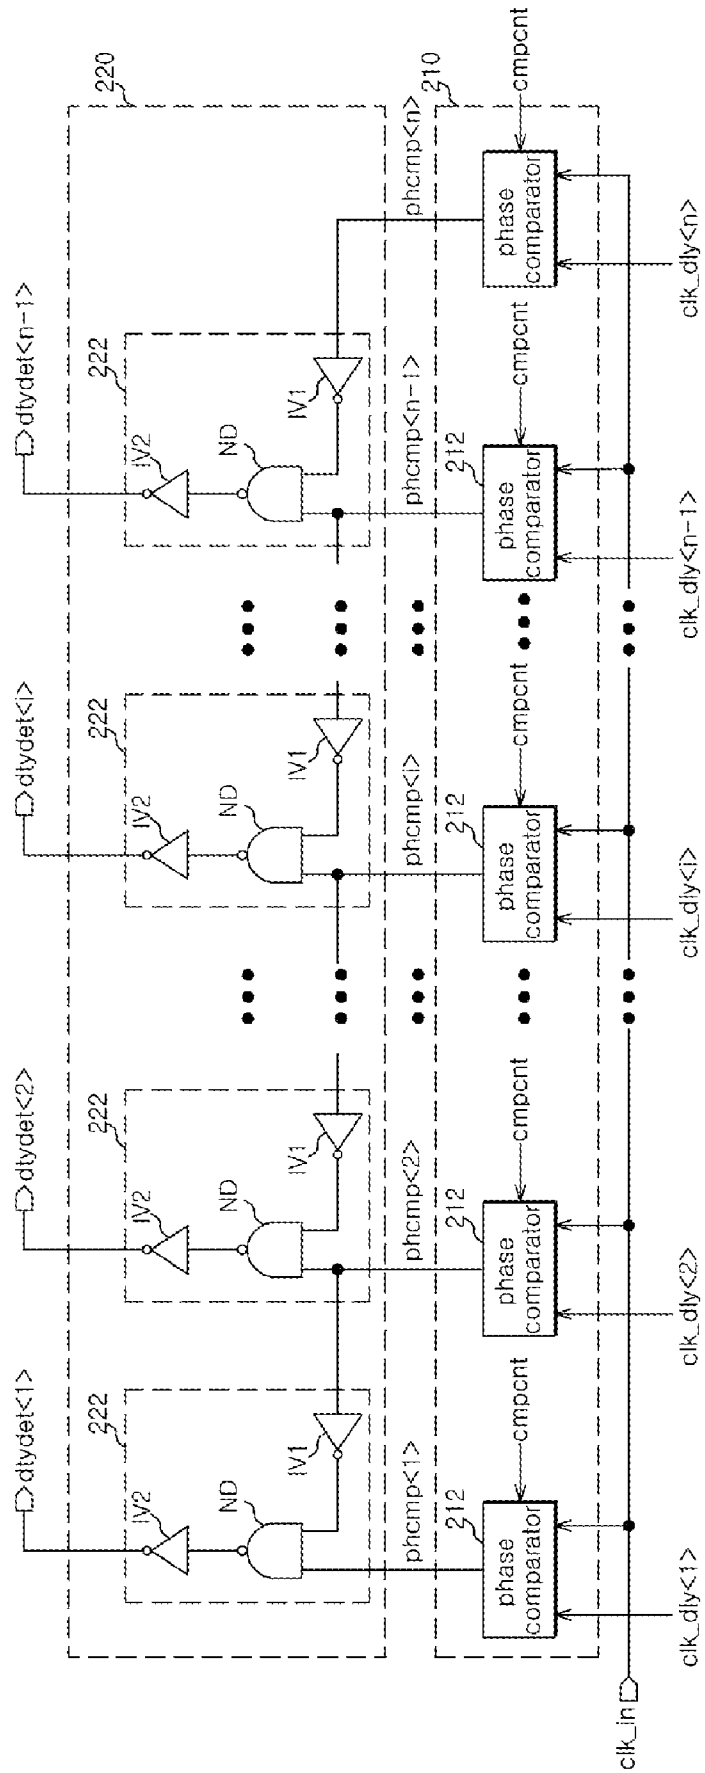 dtydet<1>
dtydet<2>
dtydet<i>
dtydet<n-1>
220
222
IV2
ND
IV1
222
IV2
ND
IV1
222
IV2
ND
IV1
222
IV2
ND
IV1
phcmp<1>
phcmp<2>
phcmp<i>
phcmp<n-1>
phcmp<n>
210
212
phase
comparator
cmpcnt
212
phase
comparator
cmpcnt
212
phase
comparator
cmpcnt
212
phase
comparator
cmpcnt
phase
comparator
cmpcnt
clk_in
clk_dly<1>
clk_dly<2>
clk_dly<i>
clk_dly<n-1>
clk_dly<n>